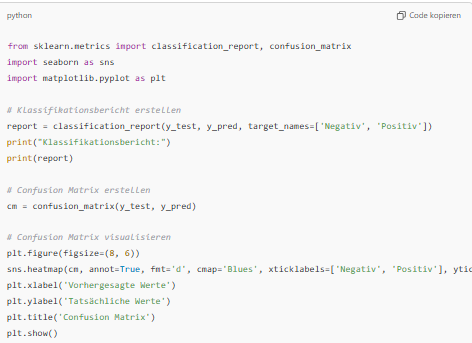 python
Code kopieren
from sklearn.metrics import classification_report, confusion_matrix
import seaborn as sns
import matplotlib.pyplot as plt
# Klassifikationsbericht erstellen
report = classification_report(y_test, y_pred, target_names=['Negativ', 'Positiv'])
print("Klassifikationsbericht:")
print(report)
# Confusion Matrix erstellen
cm = confusion_matrix(y_test, y_pred)
# Confusion Matrix visualisieren
plt.figure(figsize=(8, 6))
sns.heatmap(cm, annot=True, fmt='d', cmap='Blues', xticklabels=['Negativ', 'Positiv'], ytic
plt.xlabel('Vorhergesagte Werte')
plt.ylabel('Tatsächliche Werte')
plt.title('Confusion Matrix')
plt.show()